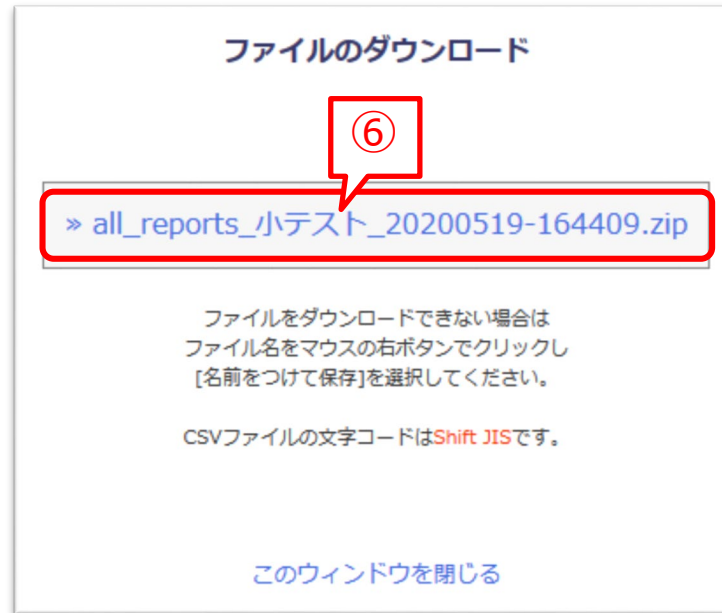 ファイルのダウンロード
⑥
» all_reports_小テスト_20200519-164409.zip
ファイルをダウンロードできない場合は
ファイル名をマウスの右ボタンでクリックし
[名前をつけて保存]を選択してください。
CSVファイルの文字コードはShift JISです。
このウィンドウを閉じる